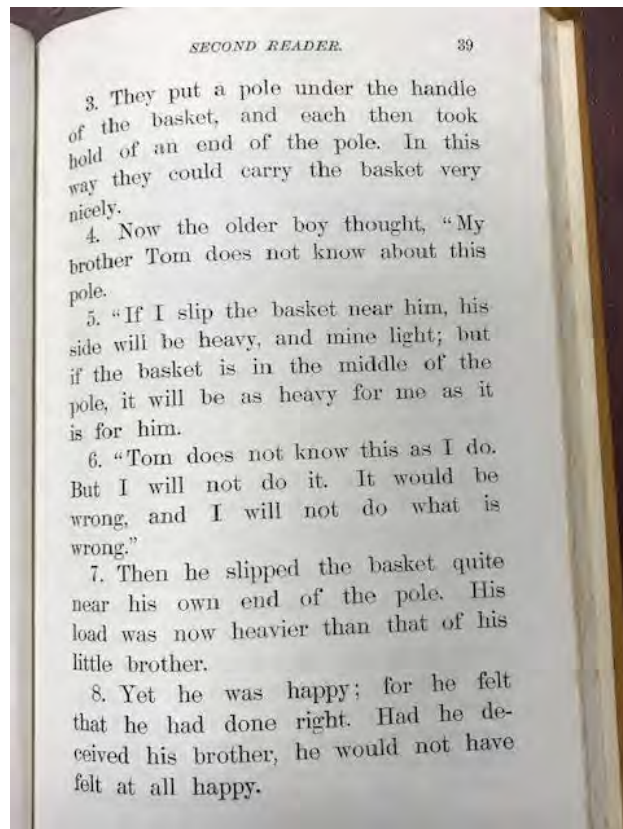 SECOND READER. 39
3. They put a pole under the handle
of the basket, and each then took
hold of an end of the pole. In this
way they could carry the basket very
nicely.
4. Now the older boy thought, "My
brother Tom does not know about this
pole.
5. "If I slip the basket near him, his
side will be heavy, and mine light; but
if the basket is in the middle of the
pole, it will be as heavy for me as it
is for him.
6. "Tom does not know this as I do.
But I will not do it. It would be
wrong, and I will not do what is
wrong."
7. Then he slipped the basket quite
near his own end of the pole. His
load was now heavier than that of his
little brother.
8. Yet he was happy; for he felt
that he had done right. Had he de-
ceived his brother, he would not have
felt at all happy.